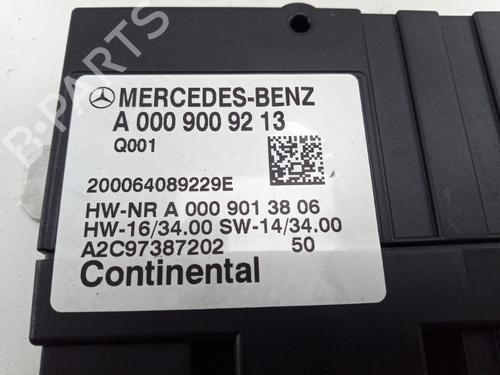 B-PARTS
MERCEDES-BENZ
A 000 900 92 13
Q001
200064089229E
HW-NR A 000 901 38 06
HW-16/34.00 SW-14/34.00
A2C97387202 50
Continental